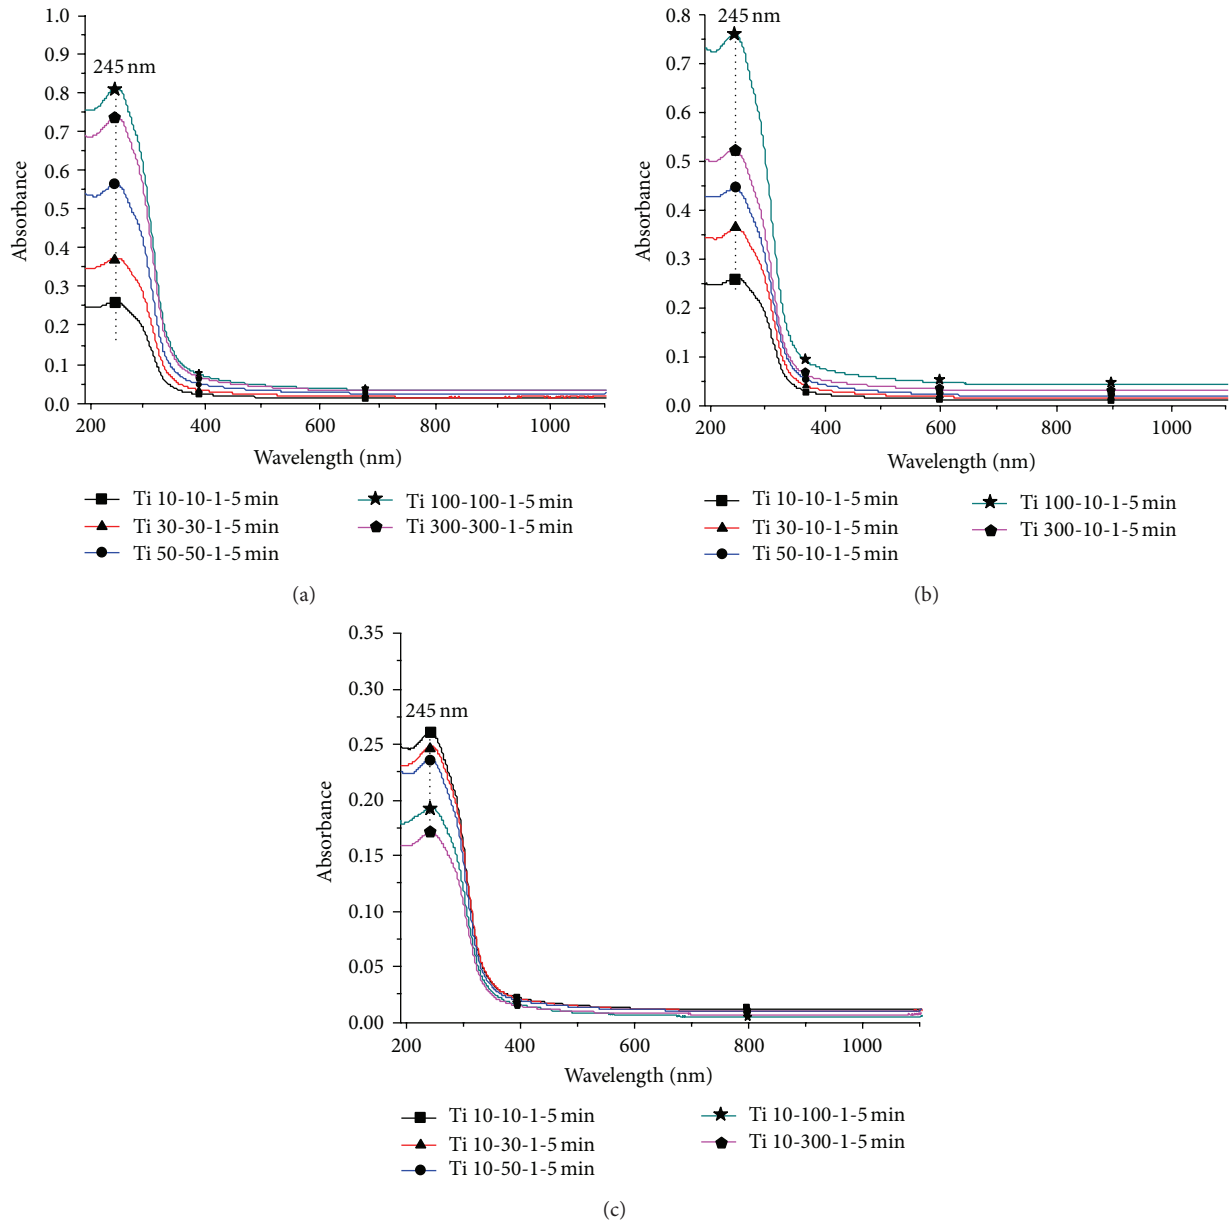 1.0
0.9
0.8
0.7
0.6
0.5
0.4
0.3
0.2
0.1
0.0
Absorbance
245 nm
200 400 600 800 1000
Wavelength (nm)
Ti 10-10-1-5 min
Ti 30-30-1-5 min
Ti 50-50-1-5 min
Ti 100-100-1-5 min
Ti 300-300-1-5 min
(a)
0.8
0.7
0.6
0.5
0.4
0.3
0.2
0.1
0.0
Absorbance
245 nm
200 400 600 800 1000
Wavelength (nm)
Ti 10-10-1-5 min
Ti 30-10-1-5 min
Ti 50-10-1-5 min
Ti 100-10-1-5 min
Ti 300-10-1-5 min
(b)
0.35
0.30
0.25
0.20
0.15
0.10
0.05
0.00
Absorbance
245 nm
200 400 600 800 1000
Wavelength (nm)
Ti 10-10-1-5 min
Ti 10-30-1-5 min
Ti 10-50-1-5 min
Ti 10-100-1-5 min
Ti 10-300-1-5 min
(c)